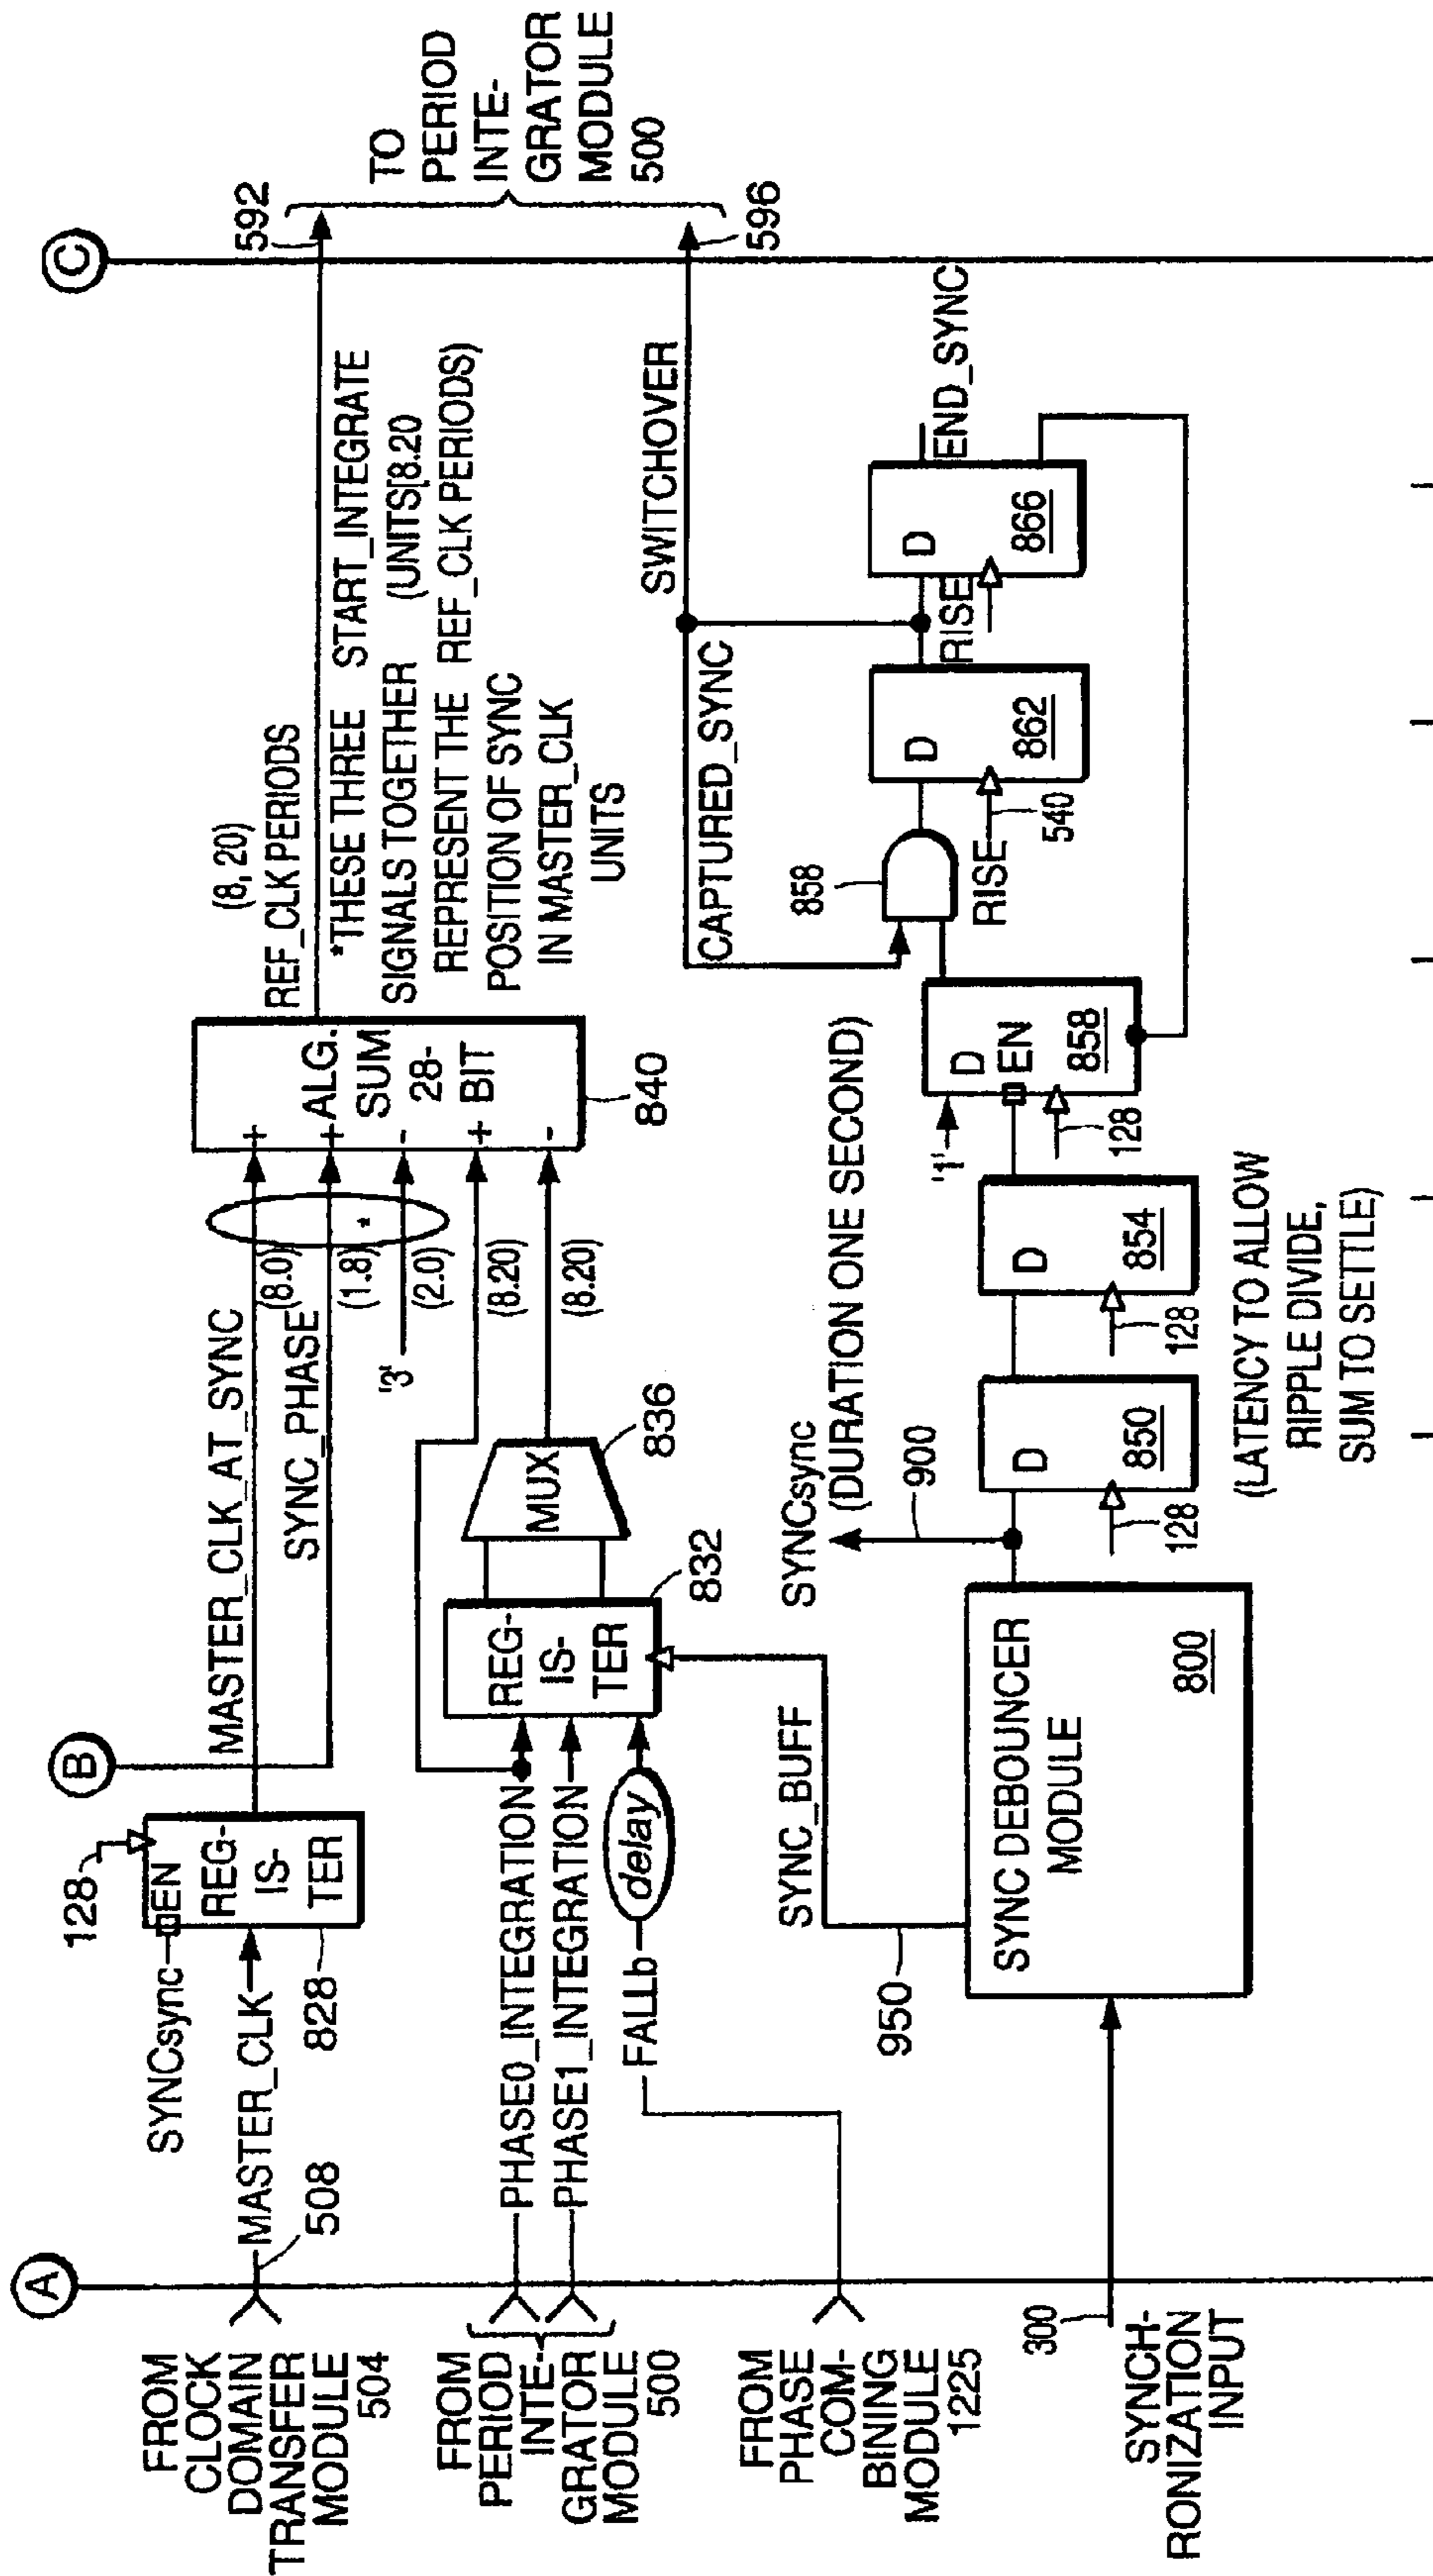 A
B
C
FROM
CLOCK
DOMAIN
TRANSFER
MODULE
504
MASTER_CLK
508
SYNCsync
EN
128
REG-
IS-
TER
828
MASTER_CLK_AT_SYNC
SYNC_PHASE
(8.0)
(1.8)
*
'3'
(2.0)
(8.20)
(8.20)
+
+
-
+
-
ALG.
SUM
28-
BIT
840
(8, 20)
REF_CLK PERIODS
592
*THESE THREE
SIGNALS TOGETHER
REPRESENT THE
POSITION OF SYNC
IN MASTER_CLK
UNITS
START_INTEGRATE
(UNITS[8.20
REF_CLK PERIODS)
TO
PERIOD
INTE-
GRATOR
MODULE
500
FROM
PERIOD
INTE-
GRATOR
MODULE
500
PHASE0_INTEGRATION
PHASE1_INTEGRATION
FALLb
delay
REG-
IS-
TER
832
MUX
836
FROM
PHASE
COM-
BINING
MODULE
1225
SYNC_BUFF
950
SYNCsync
(DURATION ONE SECOND)
900
CAPTURED_SYNC
SWITCHOVER
596
300
SYNCH-
RONIZATION
INPUT
SYNC DEBOUNCER
MODULE
800
D
850
128
D
854
128
(LATENCY TO ALLOW
RIPPLE DIVIDE,
SUM TO SETTLE)
'1'
D
EN
858
128
858
RISE
540
D
862
RISE
D
866
END_SYNC